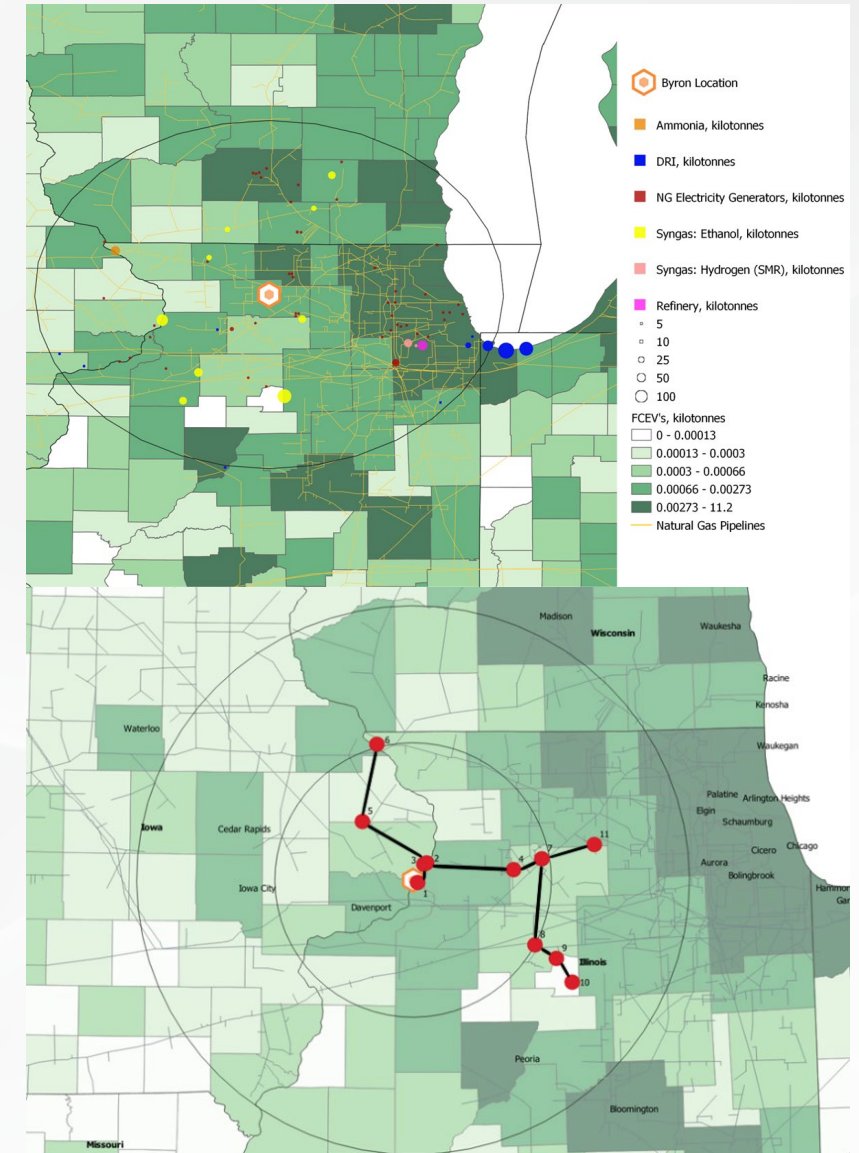 Byron Location
Ammonia, kilotonnes
DRI, kilotonnes
NG Electricity Generators, kilotonnes
Syngas: Ethanol, kilotonnes
Syngas: Hydrogen (SMR), kilotonnes
Refinery, kilotonnes
5
10
25
50
100
FCEV's, kilotonnes
0 - 0.00013
0.00013 - 0.0003
0.0003 - 0.00066
0.00066 - 0.00273
0.00273 - 11.2
Natural Gas Pipelines
Madison
Wisconsin
Waukesha
Racine
Kenosha
Waterloo
Waukegan
6
Palatine
Arlington Heights
Elgin
Schaumburg
5
Iowa
Cedar Rapids
11
Chicago
Cicero
7
3
2
4
Aurora
Bolingbrook
Iowa City
1
Hammon
Gar
Davenport
8
9
Illinois
10
Peoria
Bloomington
Missouri